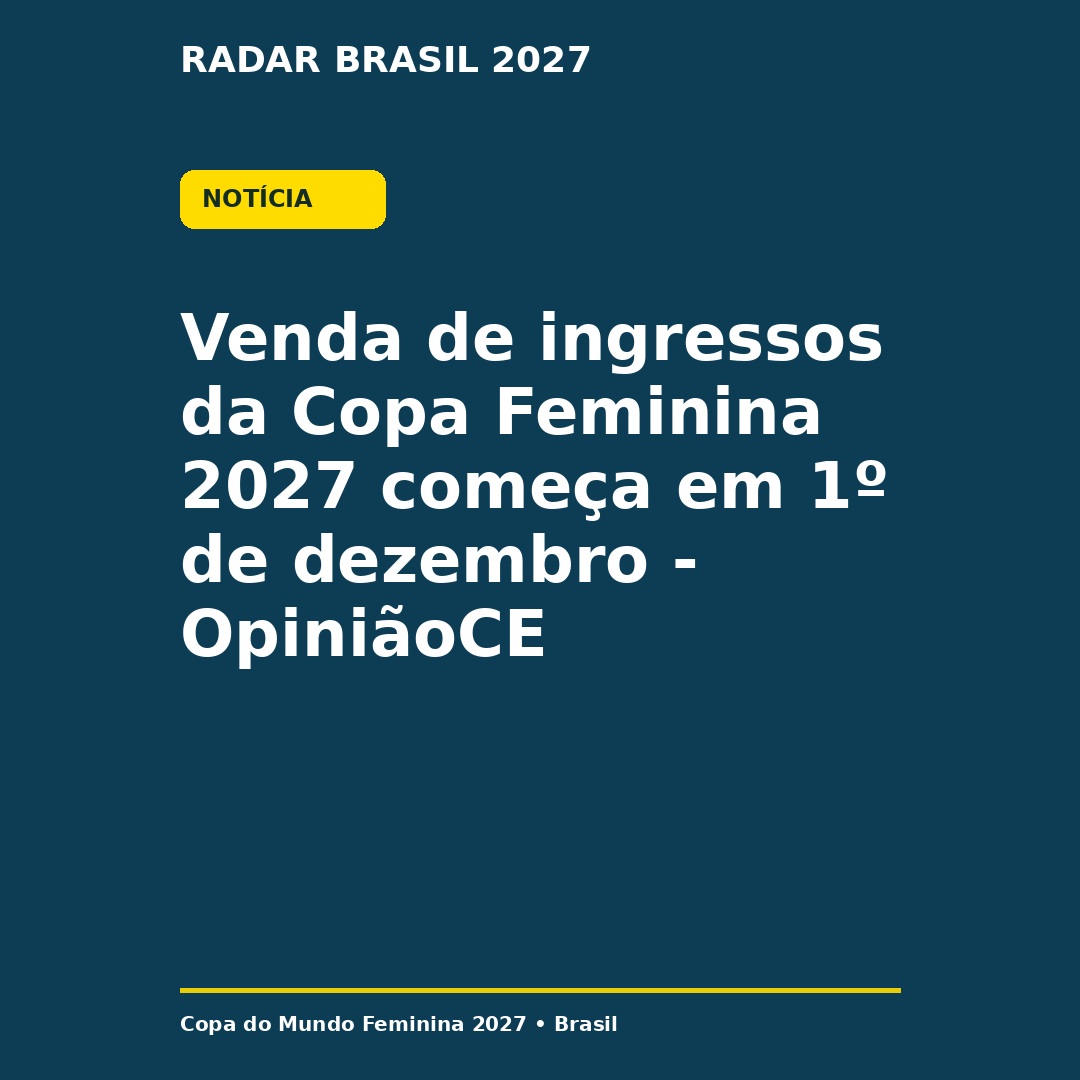 RADAR BRASIL 2027
NOTÍCIA
Venda de ingressos
da Copa Feminina
2027 começa em 1º
de dezembro -
OpiniãoCE
Copa do Mundo Feminina 2027 • Brasil